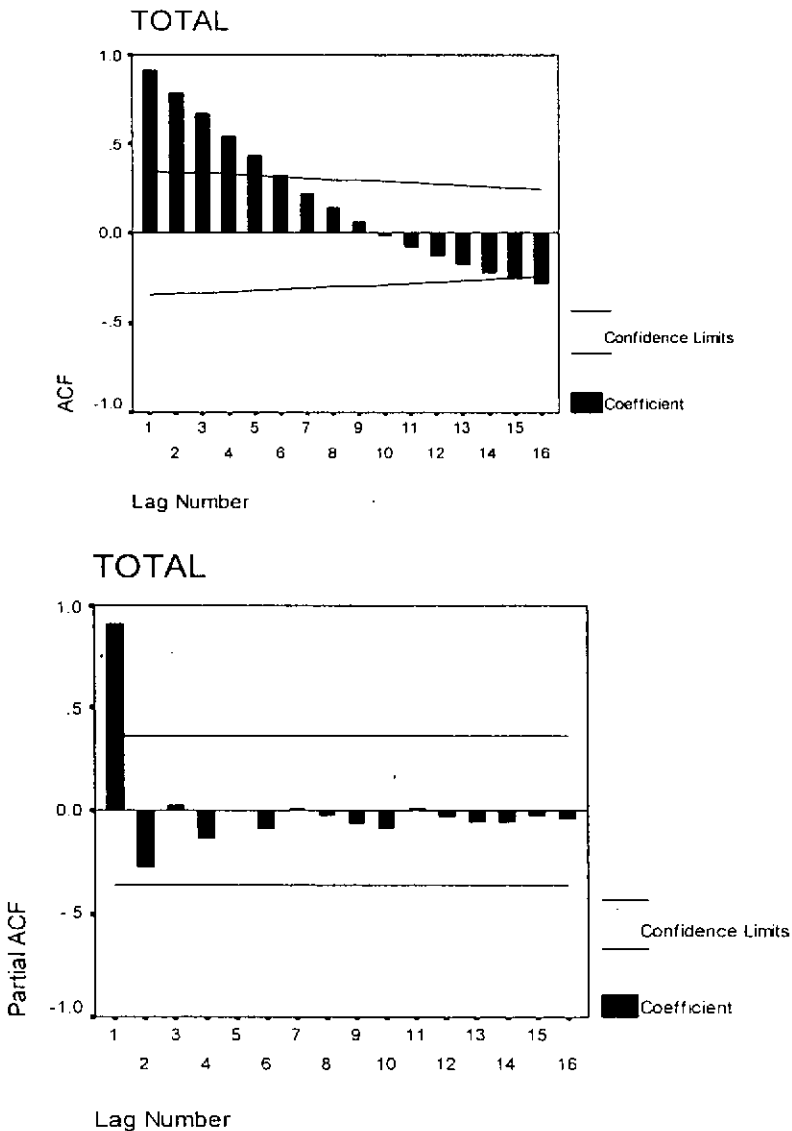 TOTAL
1.0
.5
0.0
-.5
-1.0
ACF
1 3 5 7 9 11 13 15
2 4 6 8 10 12 14 16
Lag Number
Confidence Limits
Coefficient
TOTAL
1.0
.5
0.0
-.5
-1.0
Partial ACF
1 3 5 7 9 11 13 15
2 4 6 8 10 12 14 16
Lag Number
Confidence Limits
Coefficient